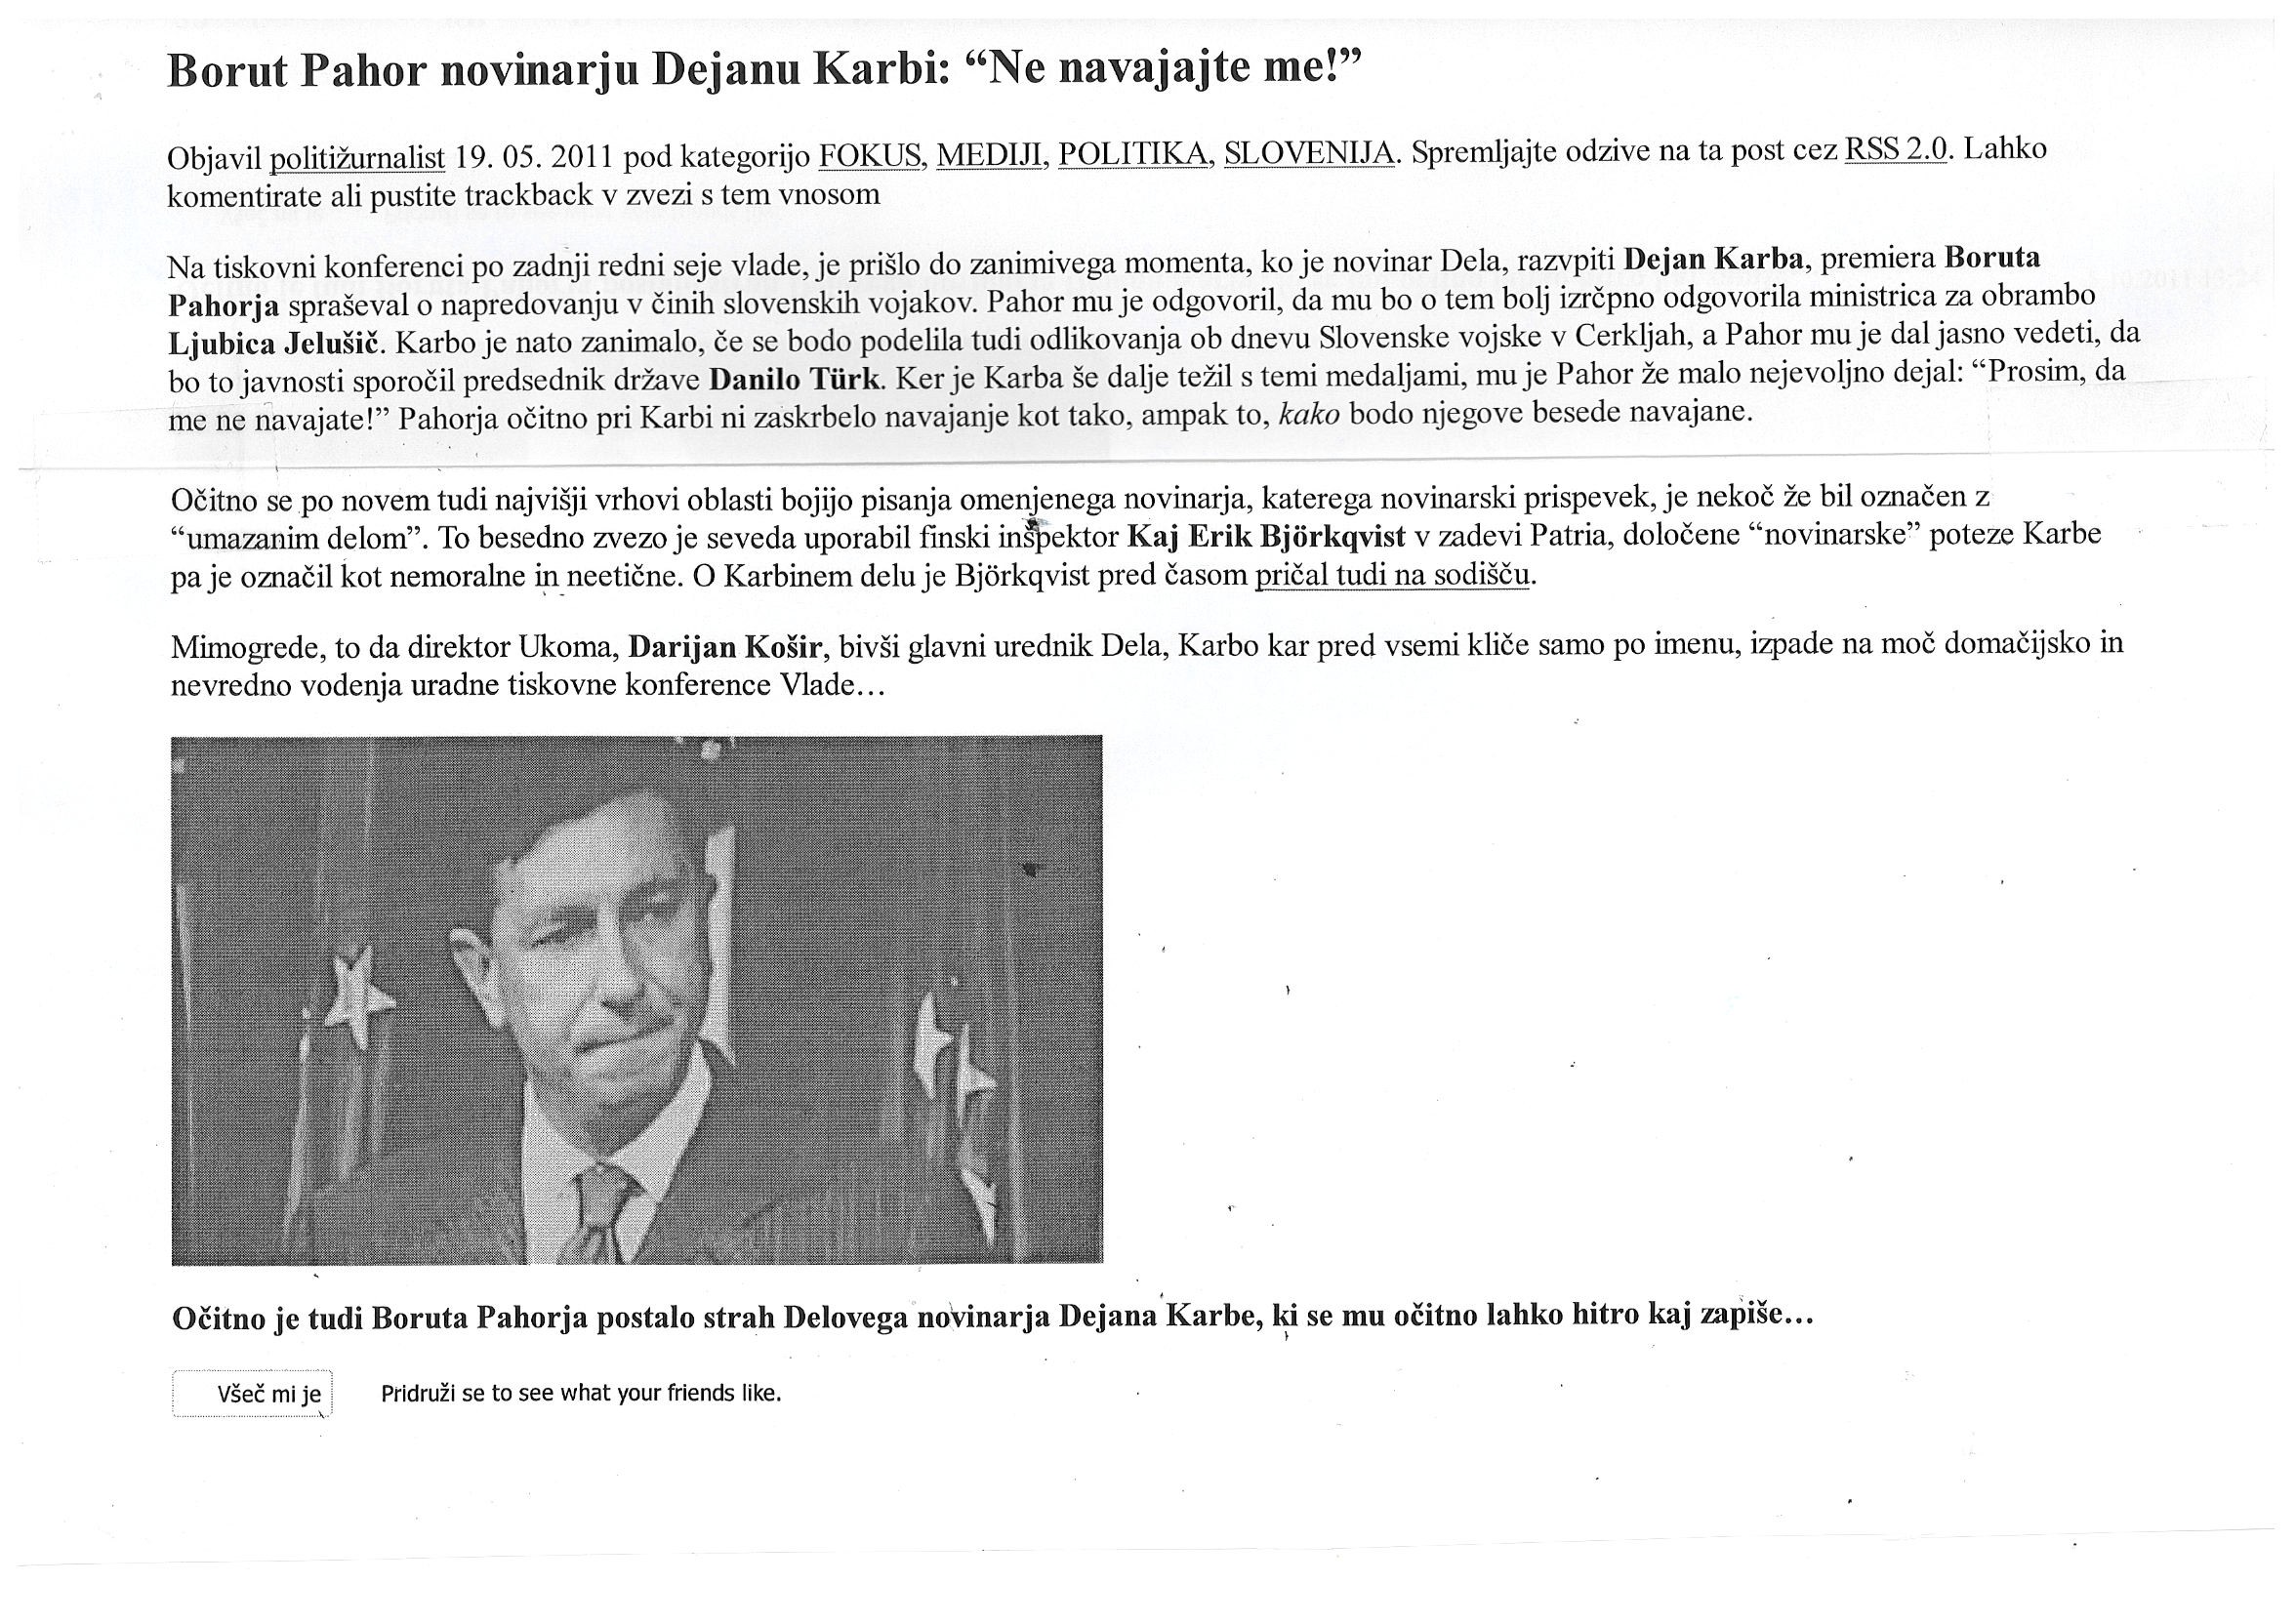 Borut Pahor novinarju Dejanu Karbi: “Ne navajajte me!”
Objavil politižurnalist 19. 05. 2011 pod kategorijo FOKUS, MEDIJI, POLITIKA, SLOVENIJA. Spremljajte odzive na ta post cez RSS 2.0. Lahko
komentirate ali pustite trackback v zvezi s tem vnosom
Na tiskovni konferenci po zadnji redni seje vlade, je prišlo do zanimivega momenta, ko je novinar Dela, razvpiti Dejan Karba, premiera Boruta
Pahorja spraševal o napredovanju v činih slovenskih vojakov. Pahor mu je odgovoril, da mu bo o tem bolj izrčpno odgovorila ministrica za obrambo
Ljubica Jelušič. Karbo je nato zanimalo, če se bodo podelila tudi odlikovanja ob dnevu Slovenske vojske v Cerkljah, a Pahor mu je dal jasno vedeti, da
bo to javnosti sporočil predsednik države Danilo Türk. Ker je Karba še dalje težil s temi medaljami, mu je Pahor že malo nejevoljno dejal: “Prosim, da
me ne navajate!” Pahorja očitno pri Karbi ni zaskrbelo navajanje kot tako, ampak to, kako bodo njegove besede navajane.
Očitno se po novem tudi najvišji vrhovi oblasti bojijo pisanja omenjenega novinarja, katerega novinarski prispevek, je nekoč že bil označen z
“umazanim delom”. To besedno zvezo je seveda uporabil finski inšpektor Kaj Erik Björkqvist v zadevi Patria, določene “novinarske” poteze Karbe
pa je označil kot nemoralne in neetične. O Karbinem delu je Björkqvist pred časom pričal tudi na sodišču.
Mimogrede, to da direktor Ukoma, Darijan Košir, bivši glavni urednik Dela, Karbo kar pred vsemi kliče samo po imenu, izpade na moč domačijsko in
nevredno vodenja uradne tiskovne konference Vlade…
Očitno je tudi Boruta Pahorja postalo strah Delovega novinarja Dejana Karbe, ki se mu očitno lahko hitro kaj zapiše…
Všeč mi je Pridruži se to see what your friends like.